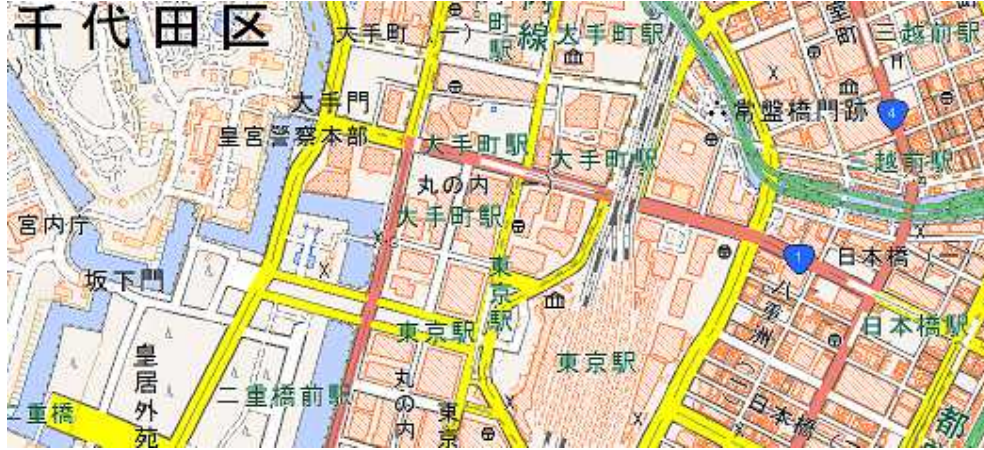 千代田区
大手町(一)
町駅
線
大手町駅
室町
三越前駅
大手門
皇宮警察本部
大手町駅
大手町駅
常盤橋門跡
4
三越前駅
丸の内(一)
大手町駅
宮内庁
坂下門
東京駅
1
日本橋(一)
八重洲
日本橋駅
東京駅
東京駅
皇居外苑
二重橋前駅
二重橋
丸の内
東京
日本橋
都